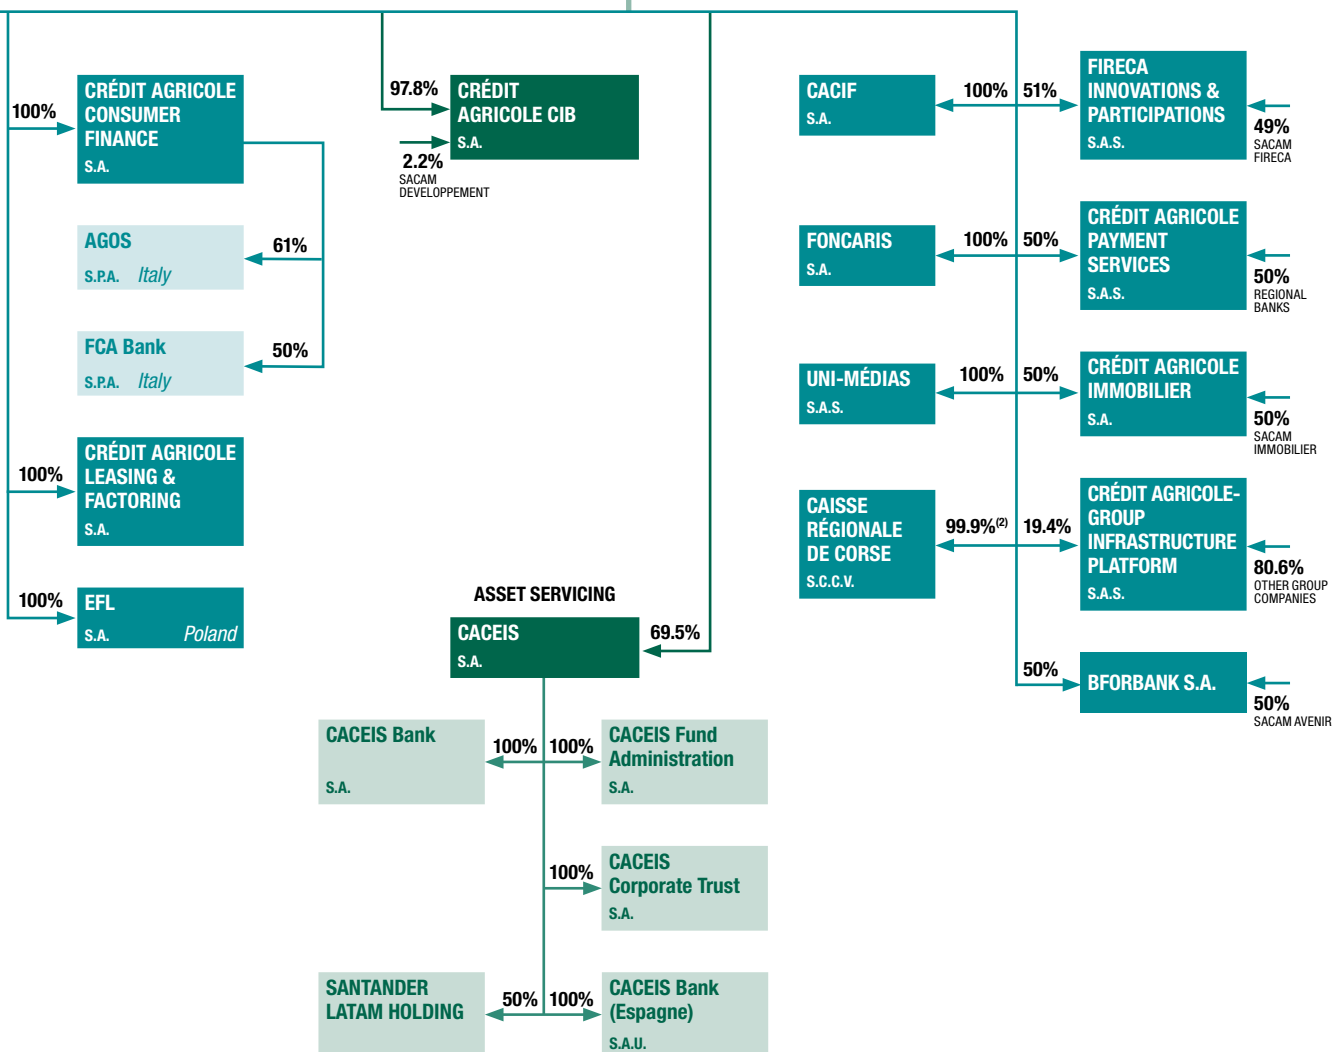 100%
CRÉDIT AGRICOLE
CONSUMER
FINANCE
S.A.
AGOS
S.P.A. Italy
61%
FCA Bank
S.P.A. Italy
50%
100%
CRÉDIT AGRICOLE
LEASING &
FACTORING
S.A.
100%
EFL
S.A. Poland
97.8%
CRÉDIT
AGRICOLE CIB
S.A.
2.2%
SACAM
DEVELOPPEMENT
ASSET SERVICING
CACEIS
S.A.
69.5%
CACEIS Bank
S.A.
100% 100%
CACEIS Fund
Administration
S.A.
100%
CACEIS
Corporate Trust
S.A.
SANTANDER
LATAM HOLDING
50% 100%
CACEIS Bank
(Espagne)
S.A.U.
CACIF
S.A.
100% 51%
FIRECA
INNOVATIONS &
PARTICIPATIONS
S.A.S.
49%
SACAM
FIRECA
FONCARIS
S.A.
100% 50%
CRÉDIT AGRICOLE
PAYMENT
SERVICES
S.A.S.
50%
REGIONAL
BANKS
UNI-MÉDIAS
S.A.S.
100% 50%
CRÉDIT AGRICOLE
IMMOBILIER
S.A.
50%
SACAM
IMMOBILIER
CAISSE
RÉGIONALE
DE CORSE
S.C.C.V.
99.9%(2) 19.4%
CRÉDIT AGRICOLE-
GROUP
INFRASTRUCTURE
PLATFORM
S.A.S.
80.6%
OTHER GROUP
COMPANIES
50%
BFORBANK S.A.
50%
SACAM AVENIR